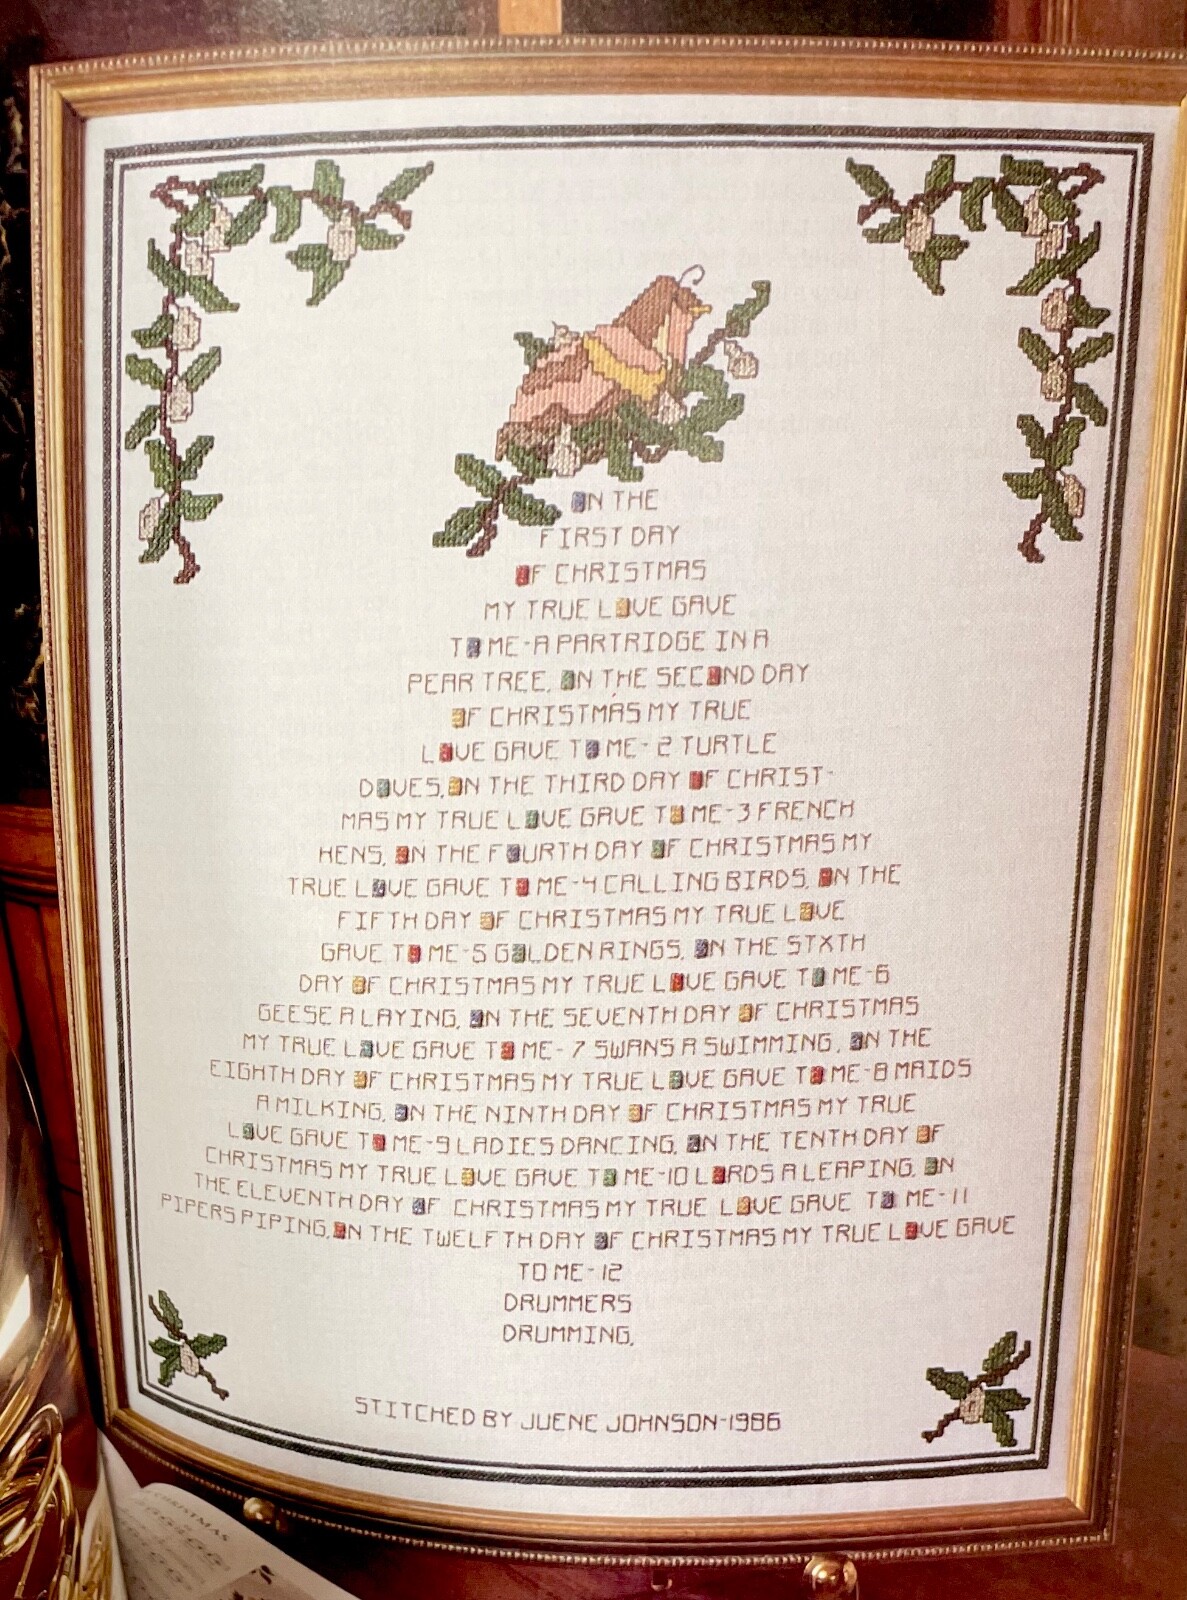 ON THE
FIRST DAY
OF CHRISTMAS
MY TRUE LOVE GAVE
TO ME-A PARTRIDGE IN A
PEAR TREE, ON THE SECOND DAY
OF CHRISTMAS MY TRUE
LOVE GAVE TO ME-2 TURTLE
DOVES, ON THE THIRD DAY OF CHRIST-
MAS MY TRUE LOVE GAVE TO ME-3 FRENCH
HENS, ON THE FOURTH DAY OF CHRISTMAS MY
TRUE LOVE GAVE TO ME-4 CALLING BIRDS, ON THE
FIFTH DAY OF CHRISTMAS MY TRUE LOVE
GAVE TO ME-5 GOLDEN RINGS, ON THE STXTH
DAY OF CHRISTMAS MY TRUE LOVE GAVE TO ME-6
GEESE A LAYING, ON THE SEVENTH DAY OF CHRISTMAS
MY TRUE LOVE GAVE TO ME-7 SWANS A SWIMMING, ON THE
EIGHTH DAY OF CHRISTMAS MY TRUE LOVE GAVE TO ME-8 MAIDS
A MILKING, ON THE NINTH DAY OF CHRISTMAS MY TRUE
LOVE GAVE TO ME-9 LADIES DANCING, ON THE TENTH DAY OF
CHRISTMAS MY TRUE LOVE GAVE TO ME-10 LORDS A LEAPING, ON
THE ELEVENTH DAY OF CHRISTMAS MY TRUE LOVE GAVE TO ME-11
PIPERS PIPING, ON THE TWELFTH DAY OF CHRISTMAS MY TRUE LOVE GAVE
TO ME-12
DRUMMERS
DRUMMING,
STITCHED BY JUENE JOHNSON-1986
CHRISTMAS